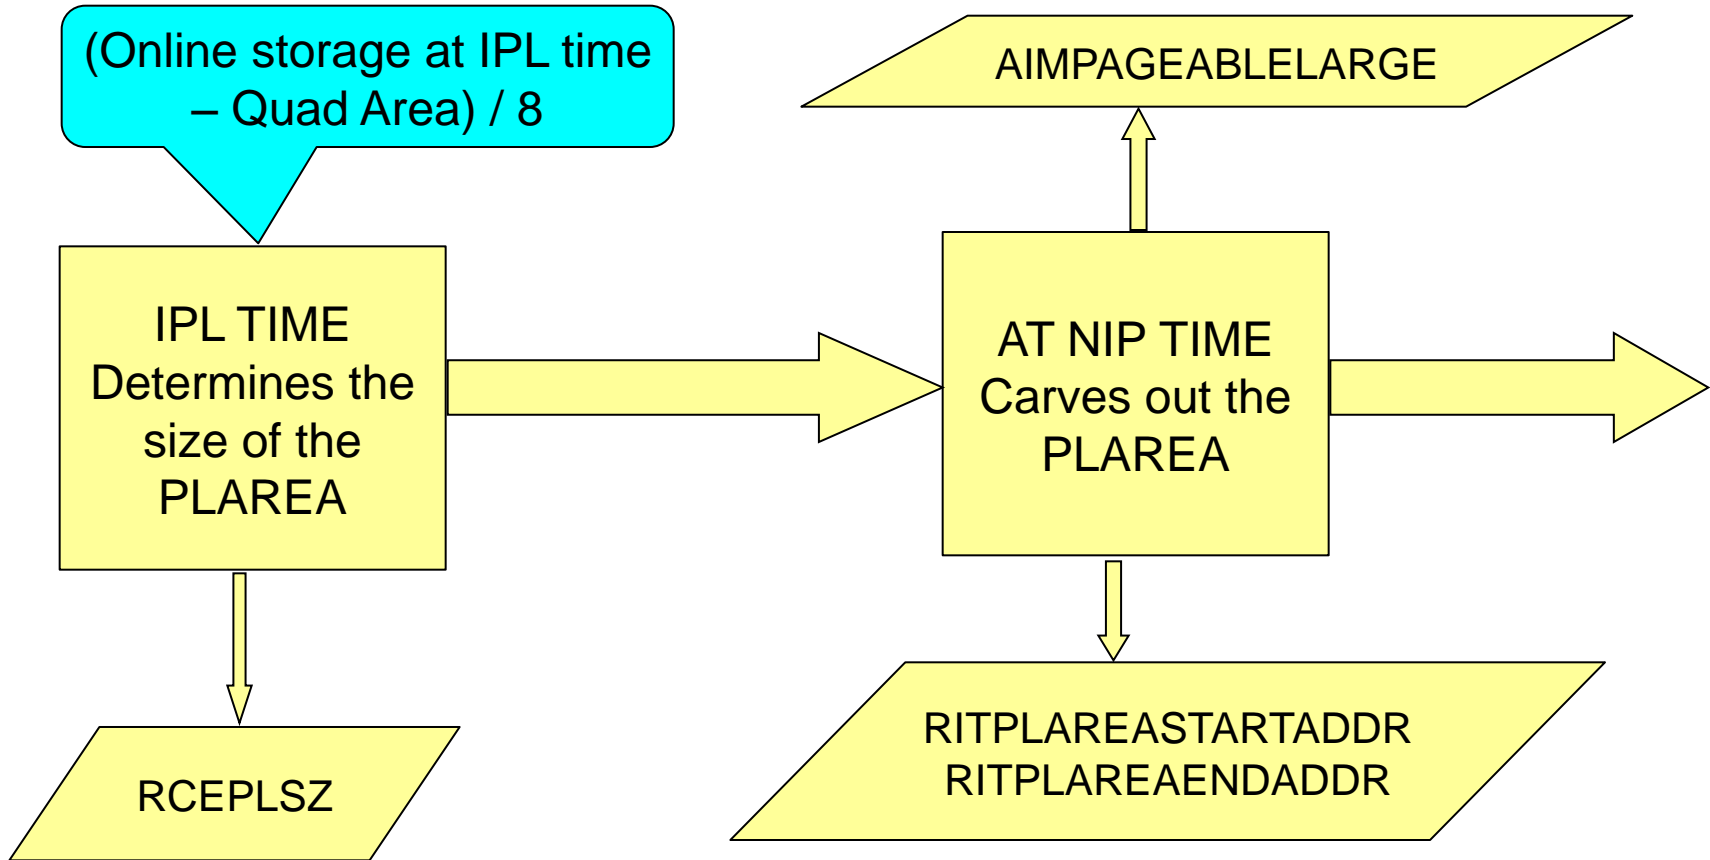 (Online storage at IPL time
– Quad Area) / 8
AIMPAGEABLELARGE
IPL TIME
Determines the
size of the
PLAREA
AT NIP TIME
Carves out the
PLAREA
RCEPLSZ
RITPLAREASTARTADDR
RITPLAREAENDADDR